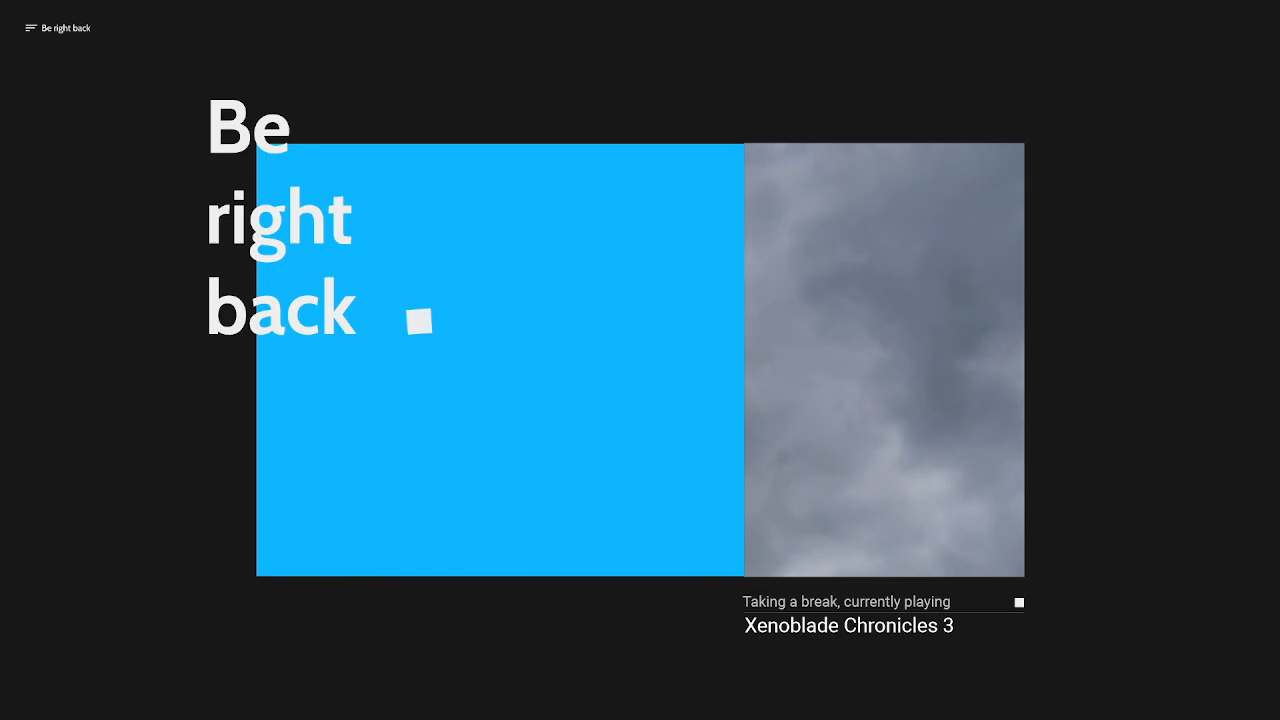 Be right back
Be
right
back
Taking a break, currently playing
Xenoblade Chronicles 3